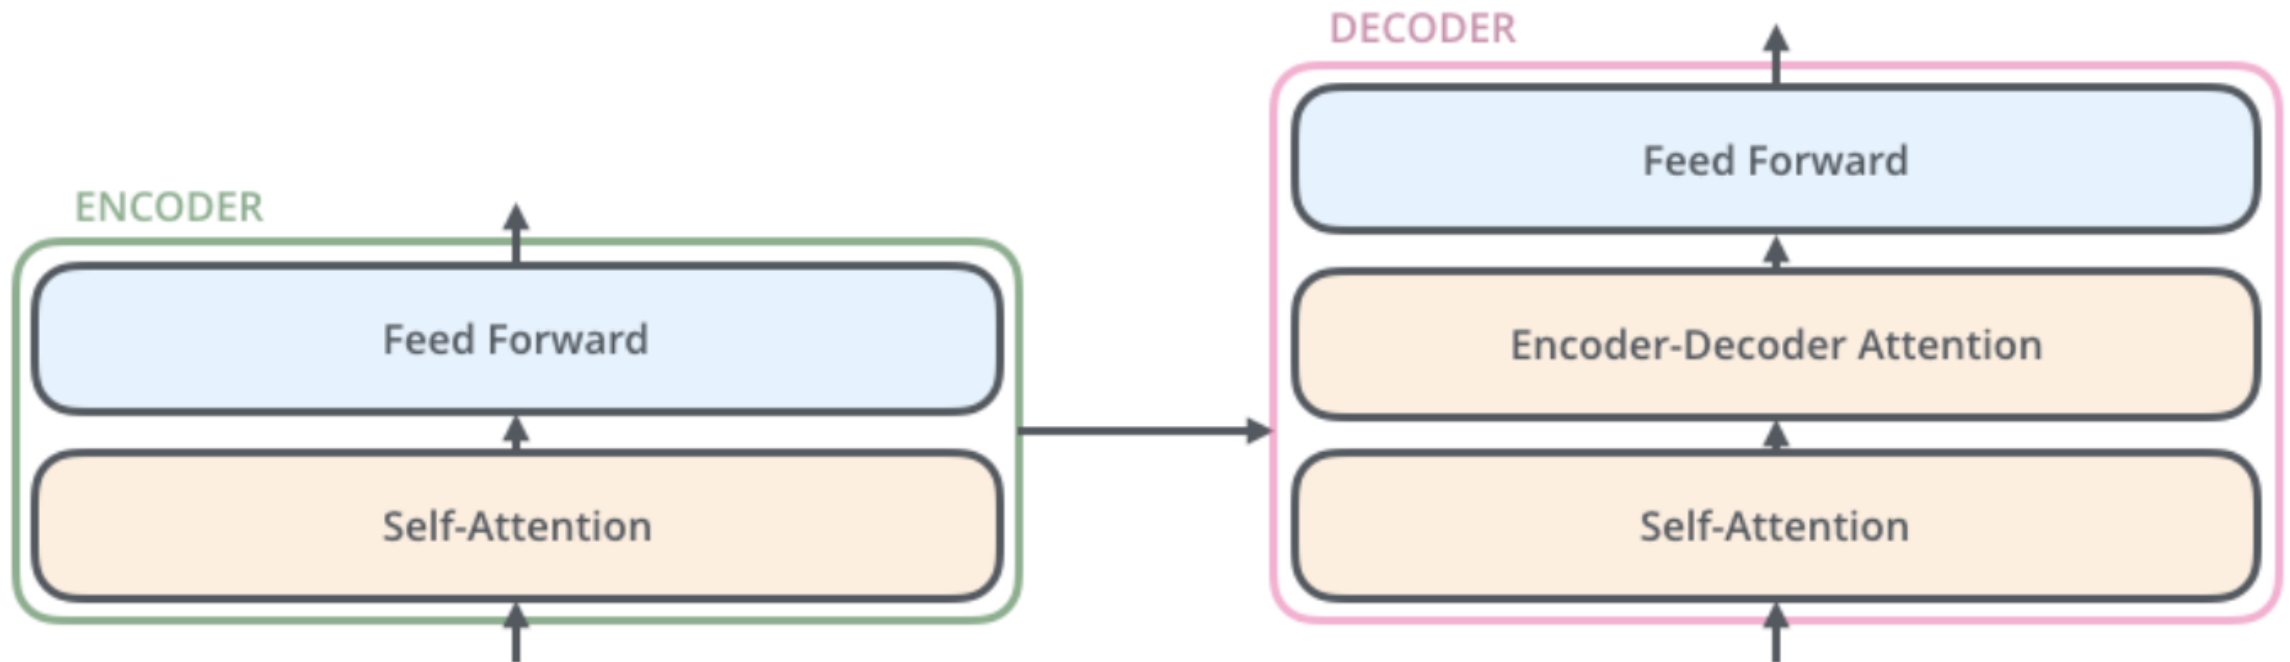 ENCODER
Feed Forward
Self-Attention
DECODER
Feed Forward
Encoder-Decoder Attention
Self-Attention